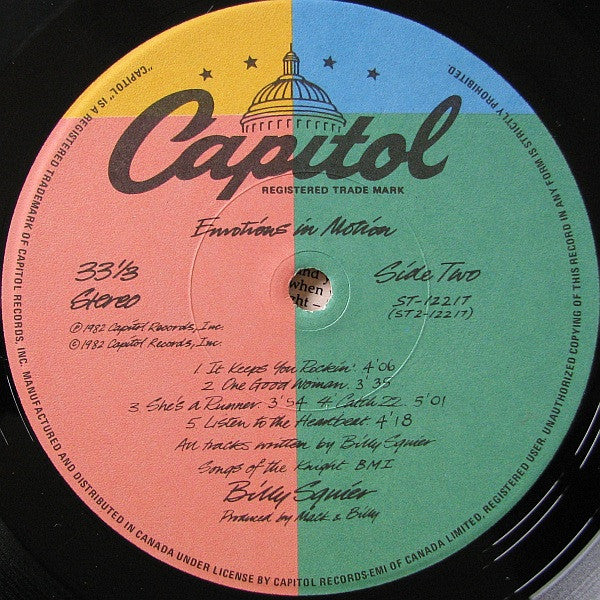 Capitol
REGISTERED TRADE MARK
Emotions in Motion
33 1/3
Stereo
Side Two
ST-12217
(ST2-12217)
℗ 1982 Capitol Records, Inc.
© 1982 Capitol Records, Inc.
and
when
ght –
1 It Keeps You Rockin' 4'06
2 One Good Woman 3'35
3 She's a Runner 3'54 4 Catch 22 5'01
5 Listen to the Heartbeat 4'18
All tracks written by Billy Squier
Songs of the Knight BMI
Billy Squier
Produced by Mack & Billy
MANUFACTURED AND DISTRIBUTED IN CANADA UNDER LICENSE BY CAPITOL RECORDS-EMI OF CANADA LIMITED. REGISTERED USER. UNAUTHORIZED COPYING OF THIS RECORD IN ANY FORM IS STRICTLY PROHIBITED.
"CAPITOL" IS A REGISTERED TRADEMARK OF CAPITOL RECORDS, INC.